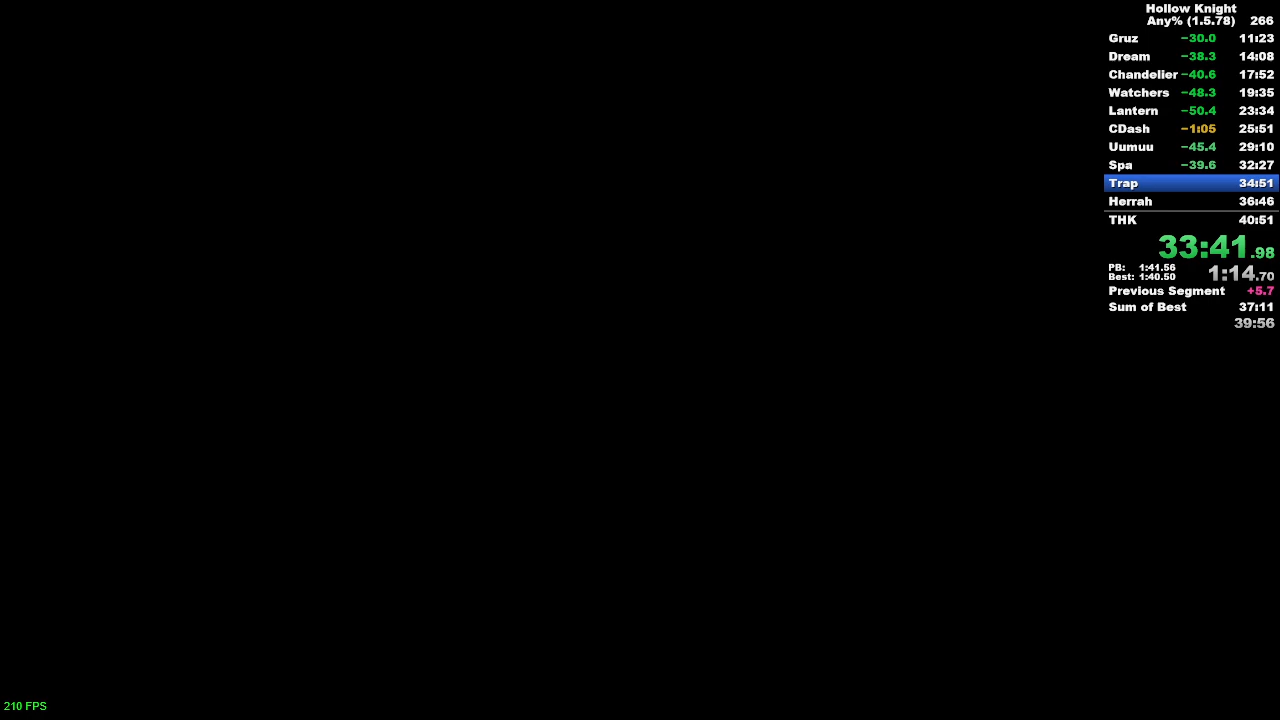 Hollow Knight
Any% (1.5.78) 266
Gruz −30.0 11:23
Dream −38.3 14:08
Chandelier −40.6 17:52
Watchers −48.3 19:35
Lantern −50.4 23:34
CDash −1:05 25:51
Uumuu −45.4 29:10
Spa −39.6 32:27
Trap 34:51
Herrah 36:46
THK 40:51
33:41.98
PB: 1:41.56 1:14.70
Best: 1:40.50
Previous Segment +5.7
Sum of Best 37:11
39:56
210 FPS